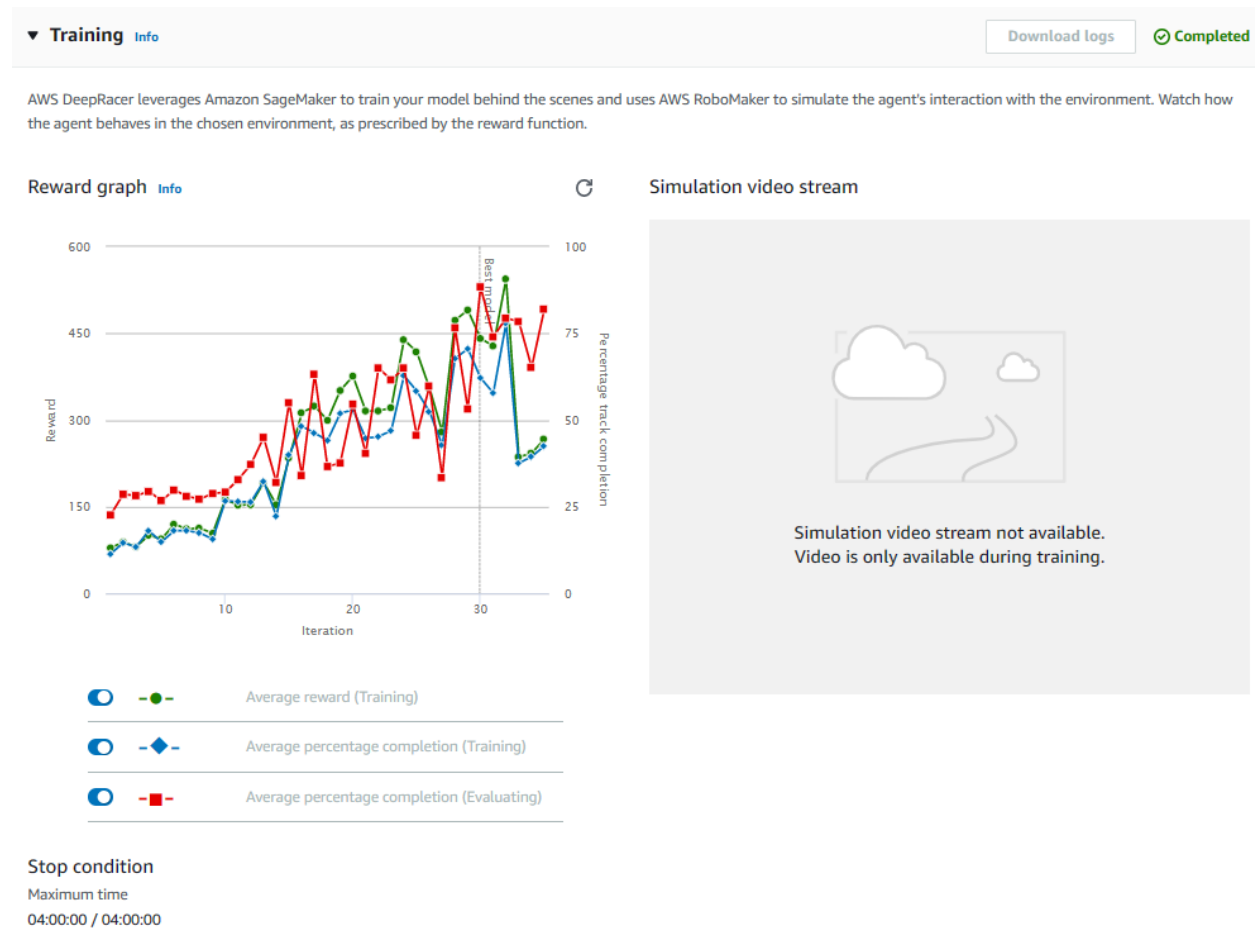 Training Info
Download logs
Completed
AWS DeepRacer leverages Amazon SageMaker to train your model behind the scenes and uses AWS RoboMaker to simulate the agent's interaction with the environment. Watch how
the agent behaves in the chosen environment, as prescribed by the reward function.
Reward graph Info
Simulation video stream
600
450
300
150
0
Reward
100
75
50
25
0
Percentage track completion
Best model
10
20
30
Iteration
Simulation video stream not available.
Video is only available during training.
Average reward (Training)
Average percentage completion (Training)
Average percentage completion (Evaluating)
Stop condition
Maximum time
04:00:00 / 04:00:00